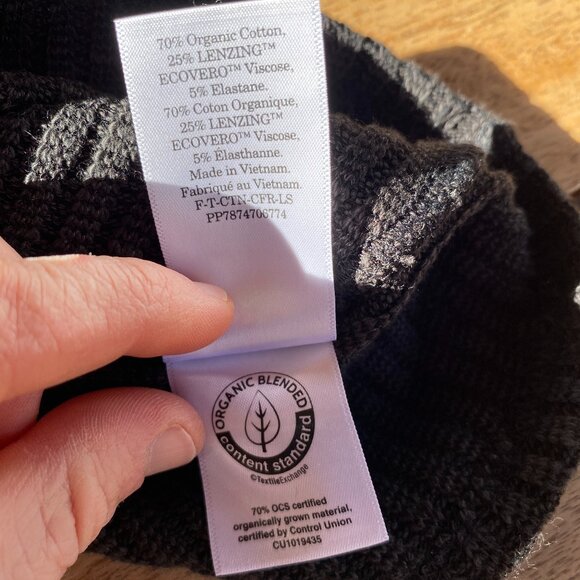 70% Organic Cotton,
25% LENZING™
ECOVERO™ Viscose,
5% Elastane.
70% Coton Organique,
25% LENZING™
ECOVERO™ Viscose,
5% Élasthanne.
Made in Vietnam.
Fabriqué au Vietnam.
F-T-CTN-CFR-LS
PP7874706774
ORGANIC BLENDED
content standard
©TextileExchange
70% OCS certified
organically grown material,
certified by Control Union
CU1019435